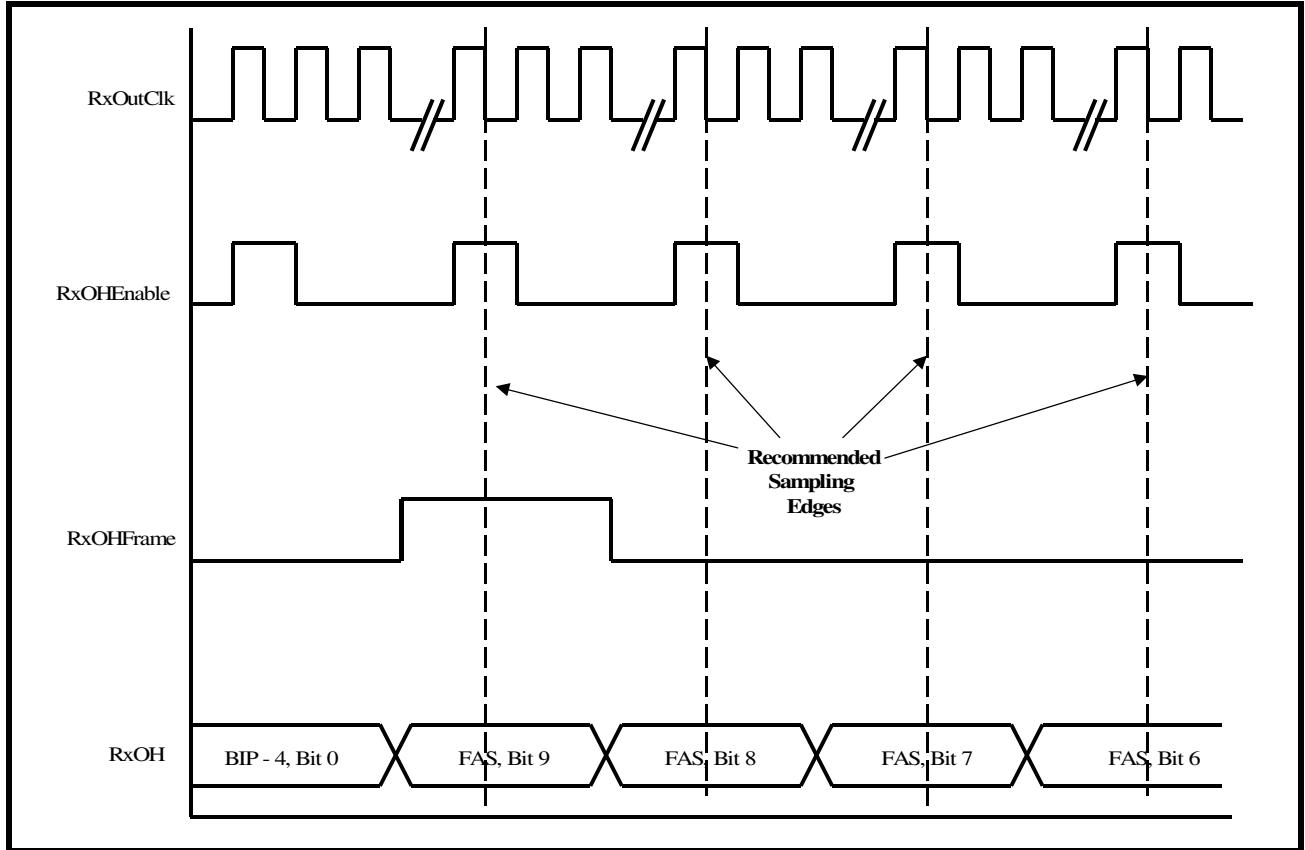 RxOutClk
RxOHEnable
Recommended
Sampling
Edges
RxOHFrame
RxOH
BIP - 4, Bit 0
FAS, Bit 9
FAS, Bit 8
FAS, Bit 7
FAS, Bit 6